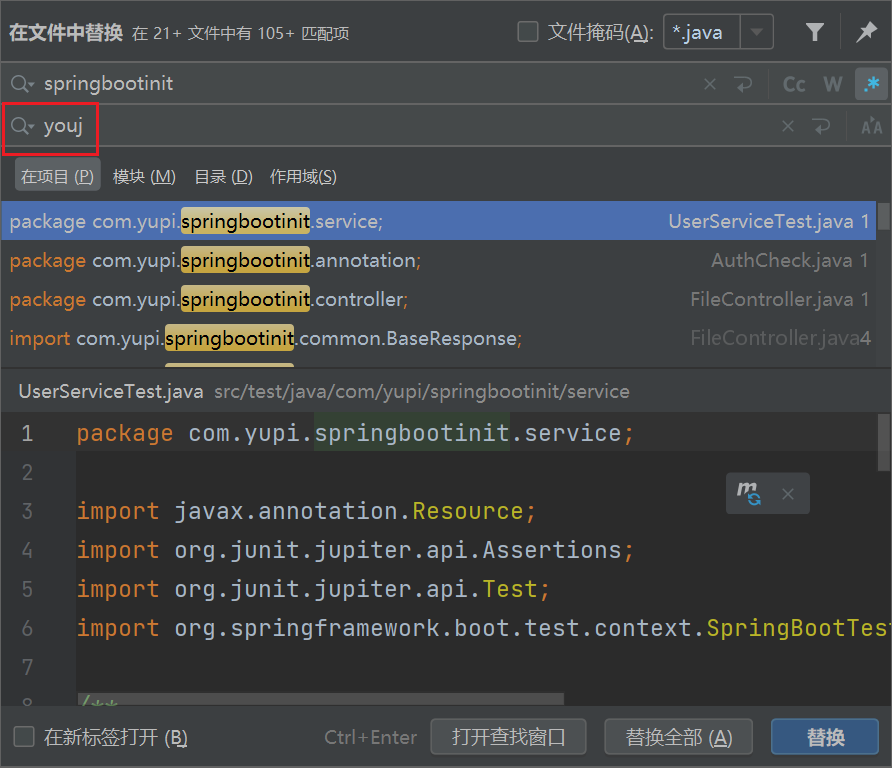 在文件中替换 在 21+ 文件中有 105+ 匹配项 文件掩码(A): *.java
springbootinit Cc W .*
youj
在项目 (P) 模块 (M) 目录 (D) 作用域(S)
package com.yupi.springbootinit.service; UserServiceTest.java 1
package com.yupi.springbootinit.annotation; AuthCheck.java 1
package com.yupi.springbootinit.controller; FileController.java 1
import com.yupi.springbootinit.common.BaseResponse; FileController.java4
UserServiceTest.java src/test/java/com/yupi/springbootinit/service
1 package com.yupi.springbootinit.service;
2
3 import javax.annotation.Resource;
4 import org.junit.jupiter.api.Assertions;
5 import org.junit.jupiter.api.Test;
6 import org.springframework.boot.test.context.SpringBootTes
7
8 /**
在新标签打开 (B) Ctrl+Enter 打开查找窗口 替换全部 (A) 替换